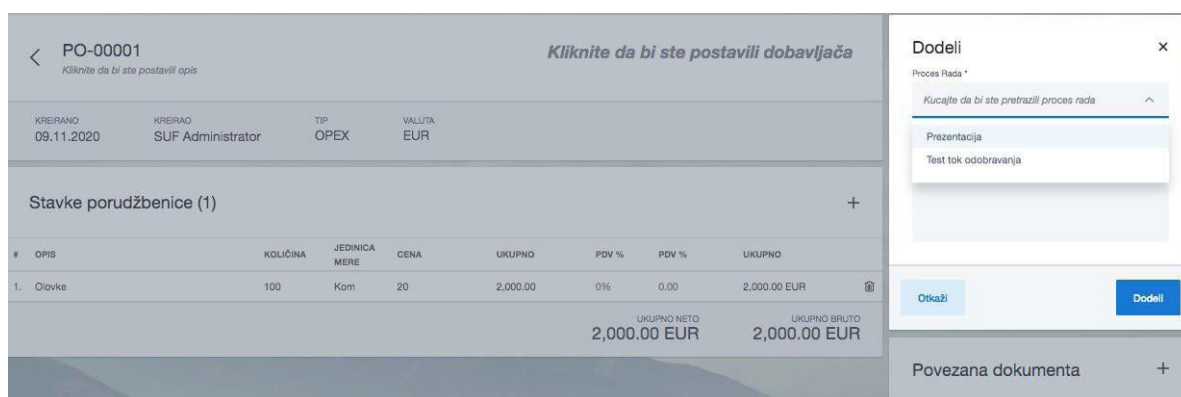 PO-00001
Kliknite da bi ste postavili opis
Kliknite da bi ste postavili dobavljača
KREIRANO KREIRAO TIP VALUTA
09.11.2020 SUF Administrator OPEX EUR
Stavke porudžbenice (1) +
# OPIS KOLIČINA JEDINICA MERE CENA UKUPNO PDV % PDV % UKUPNO
1. Olovke 100 Kom 20 2,000.00 0% 0.00 2,000.00 EUR
UKUPNO NETO UKUPNO BRUTO
2,000.00 EUR 2,000.00 EUR
Dodeli ×
Proces Rada *
Kucajte da bi ste pretrazili proces rada
Prezentacija
Test tok odobravanja
Otkaži Dodeli
Povezana dokumenta +